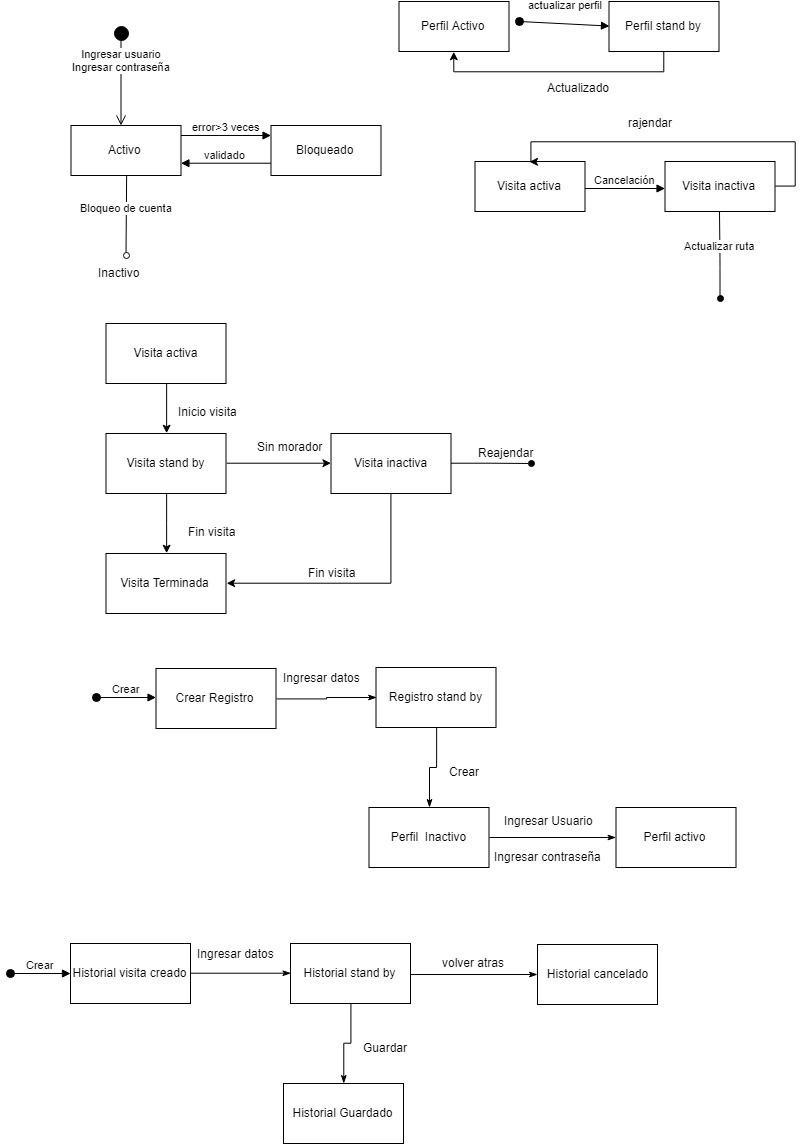 actualizar perfil
Perfil Activo
Perfil stand by
Actualizado
Ingresar usuario
Ingresar contraseña
error>3 veces
Activo
Bloqueado
validado
Bloqueo de cuenta
Inactivo
rajendar
Visita activa
Cancelación
Visita inactiva
Actualizar ruta
Visita activa
Inicio visita
Visita stand by
Sin morador
Visita inactiva
Reajendar
Fin visita
Visita Terminada
Fin visita
Crear
Crear Registro
Ingresar datos
Registro stand by
Crear
Perfil Inactivo
Ingresar Usuario
Ingresar contraseña
Perfil activo
Crear
Historial visita creado
Ingresar datos
Historial stand by
volver atras
Historial cancelado
Guardar
Historial Guardado